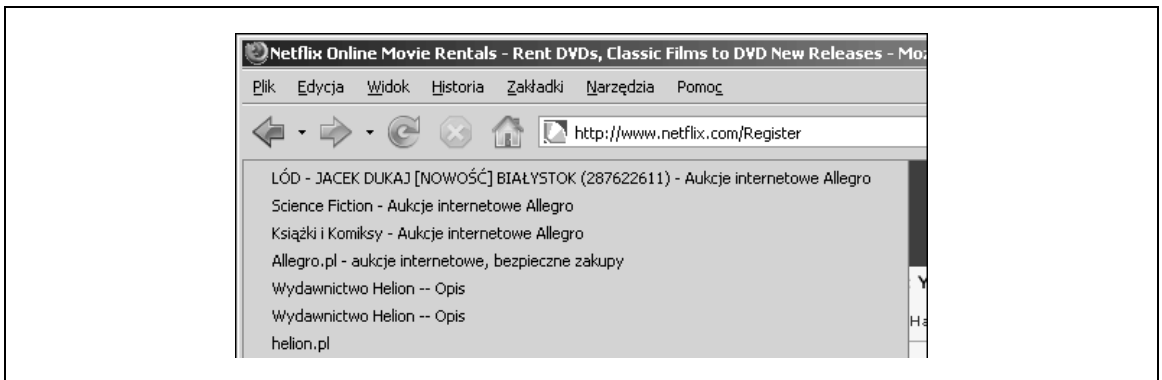 Netflix Online Movie Rentals - Rent DVDs, Classic Films to DVD New Releases - Moz
Plik Edycja Widok Historia Zakładki Narzędzia Pomoc
http://www.netflix.com/Register
LÓD - JACEK DUKAJ [NOWOŚĆ] BIAŁYSTOK (287622611) - Aukcje internetowe Allegro
Science Fiction - Aukcje internetowe Allegro
Książki i Komiksy - Aukcje internetowe Allegro
Allegro.pl - aukcje internetowe, bezpieczne zakupy
Wydawnictwo Helion -- Opis
Y
Wydawnictwo Helion -- Opis
Ha
helion.pl